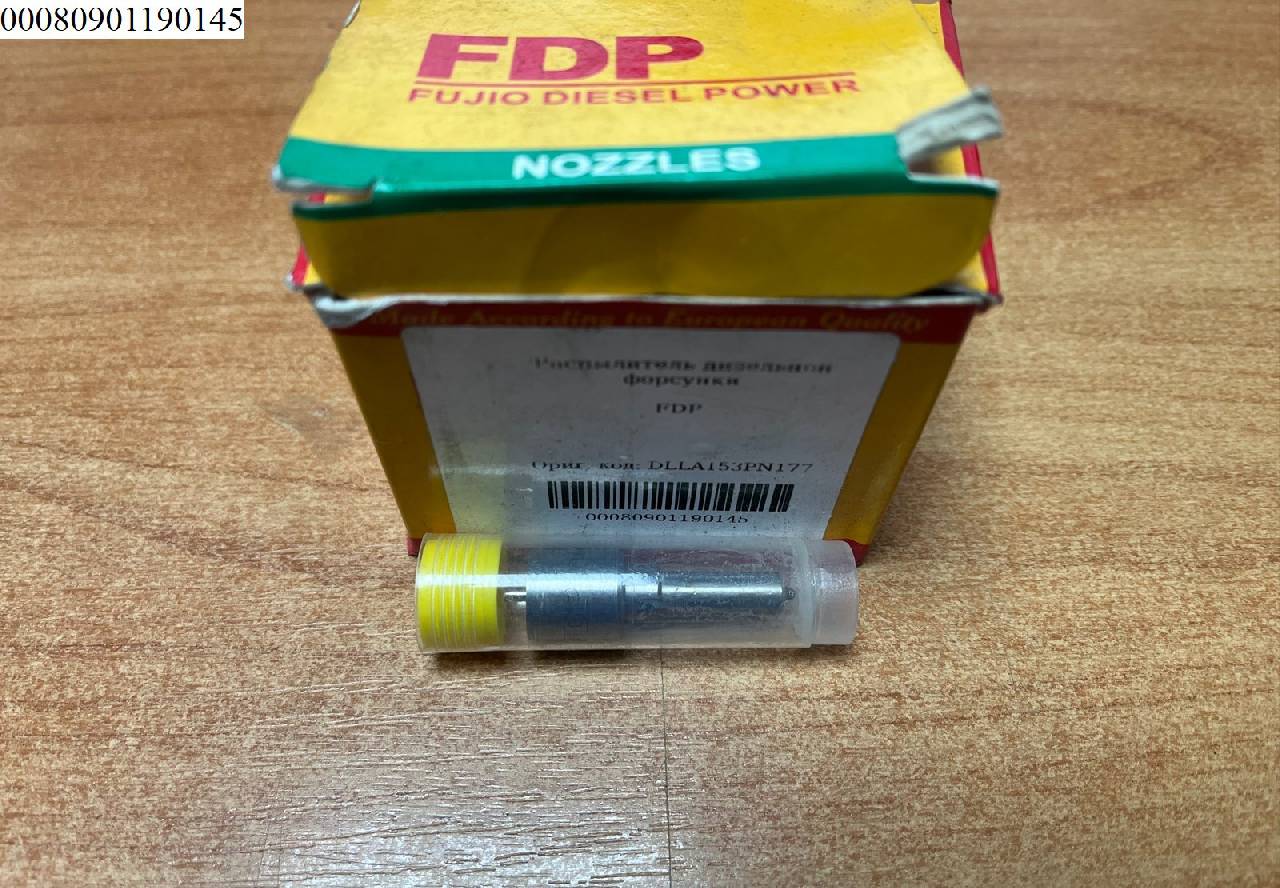 00080901190145
FDP
FUJIO DIESEL POWER
NOZZLES
Made According to European Quality
Распылитель дизельной
форсунки
FDP
Ориг. код: DLLA153PN177
00080901190145